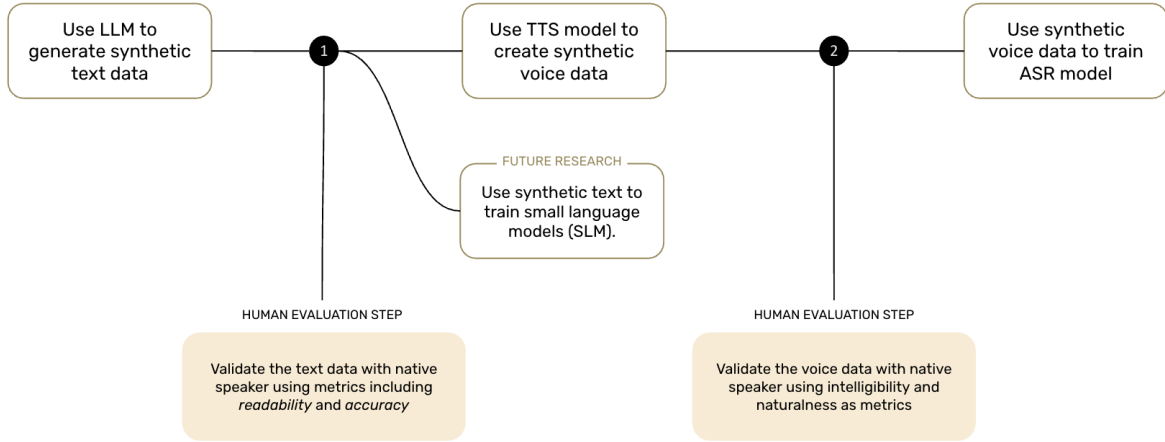 Use LLM to
generate synthetic
text data
1
Use TTS model to
create synthetic
voice data
2
Use synthetic
voice data to train
ASR model
FUTURE RESEARCH
Use synthetic text to
train small language
models (SLM).
HUMAN EVALUATION STEP
Validate the text data with native
speaker using metrics including
readability and accuracy
HUMAN EVALUATION STEP
Validate the voice data with native
speaker using intelligibility and
naturalness as metrics